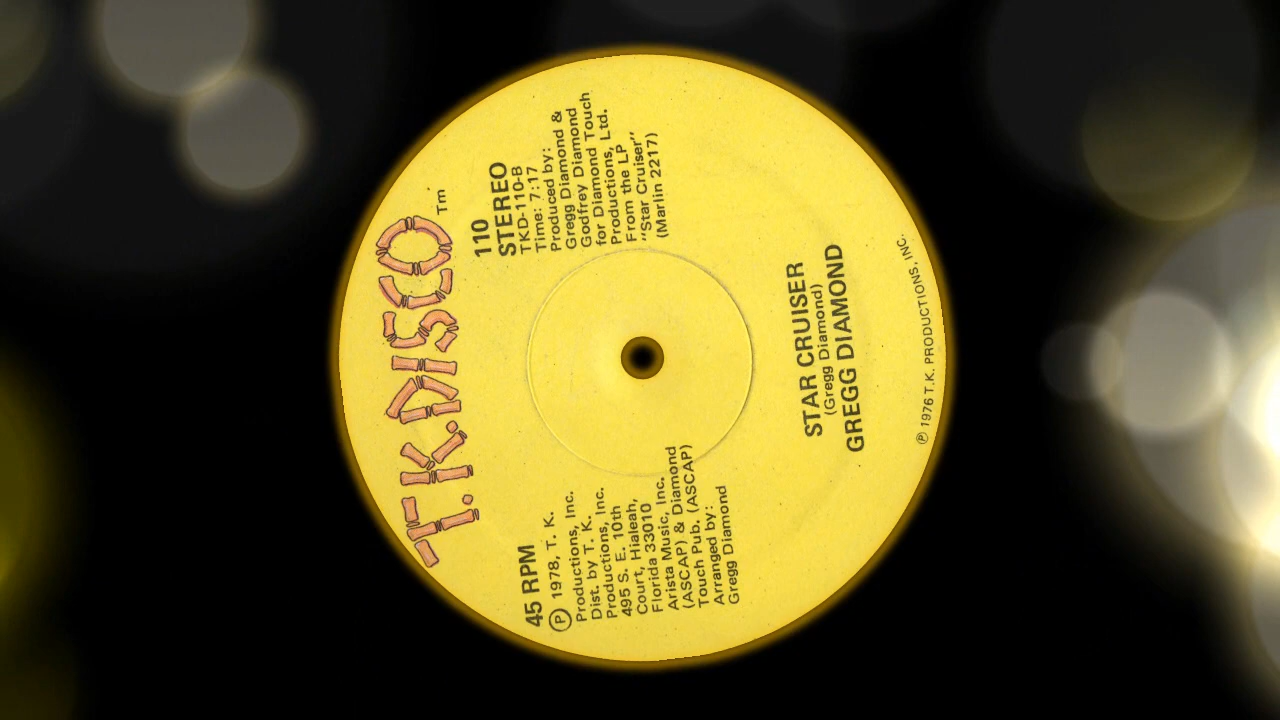 T.K.DISCO TM
45 RPM
Ⓟ 1978, T. K.
Productions, Inc.
Dist. by T. K.
Productions, Inc.
495 S. E. 10th
Court, Hialeah,
Florida 33010
Arista Music, Inc.
(ASCAP) & Diamond
Touch Pub. (ASCAP)
Arranged by:
Gregg Diamond
110
STEREO
TKD-110-B
Time: 7:17
Produced by:
Gregg Diamond &
Godfrey Diamond
for Diamond Touch
Productions, Ltd.
From the LP
"Star Cruiser"
(Marlin 2217)
STAR CRUISER
(Gregg Diamond)
GREGG DIAMOND
Ⓟ 1976 T.K. PRODUCTIONS, INC.